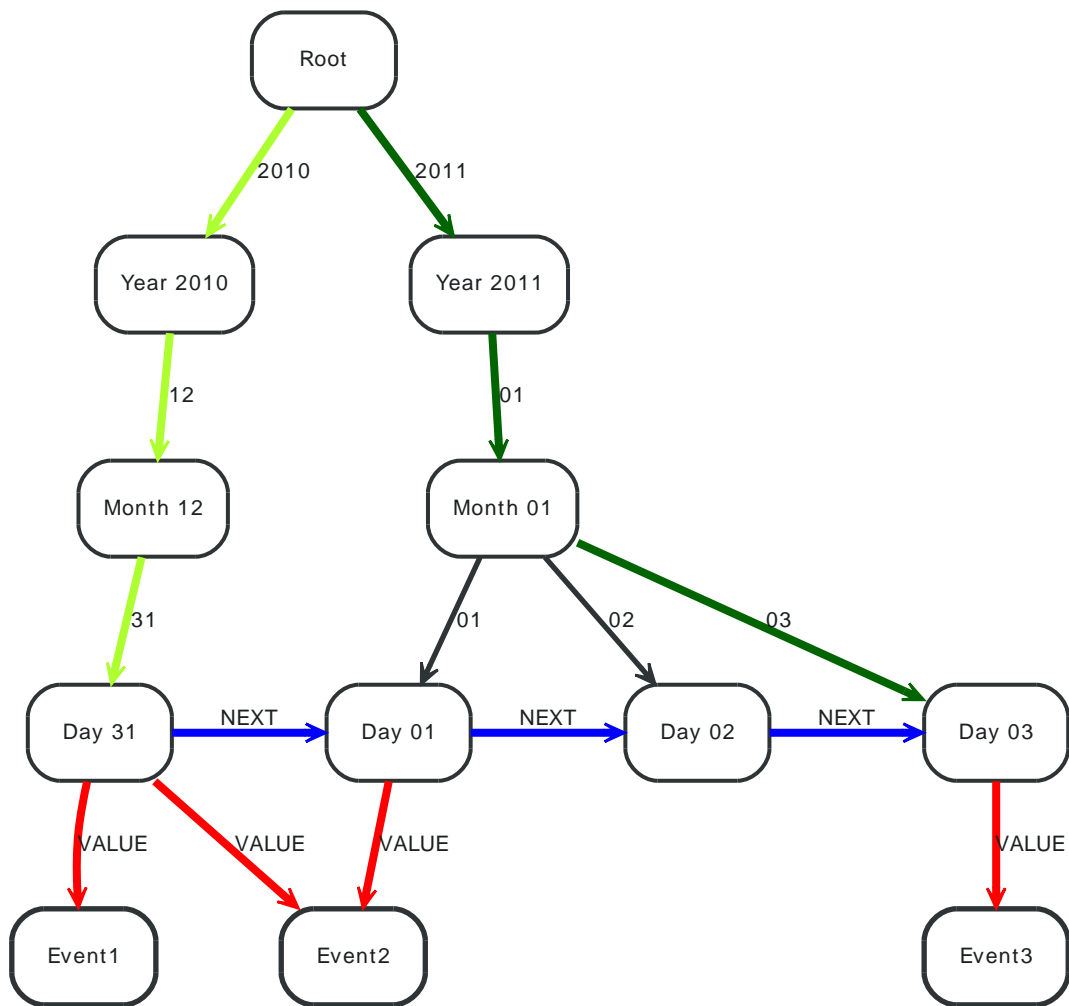 Root
2010
2011
Year 2010
Year 2011
12
01
Month 12
Month 01
31
01
02
03
Day 31
NEXT
Day 01
NEXT
Day 02
NEXT
Day 03
VALUE
VALUE
VALUE
VALUE
Event1
Event2
Event3